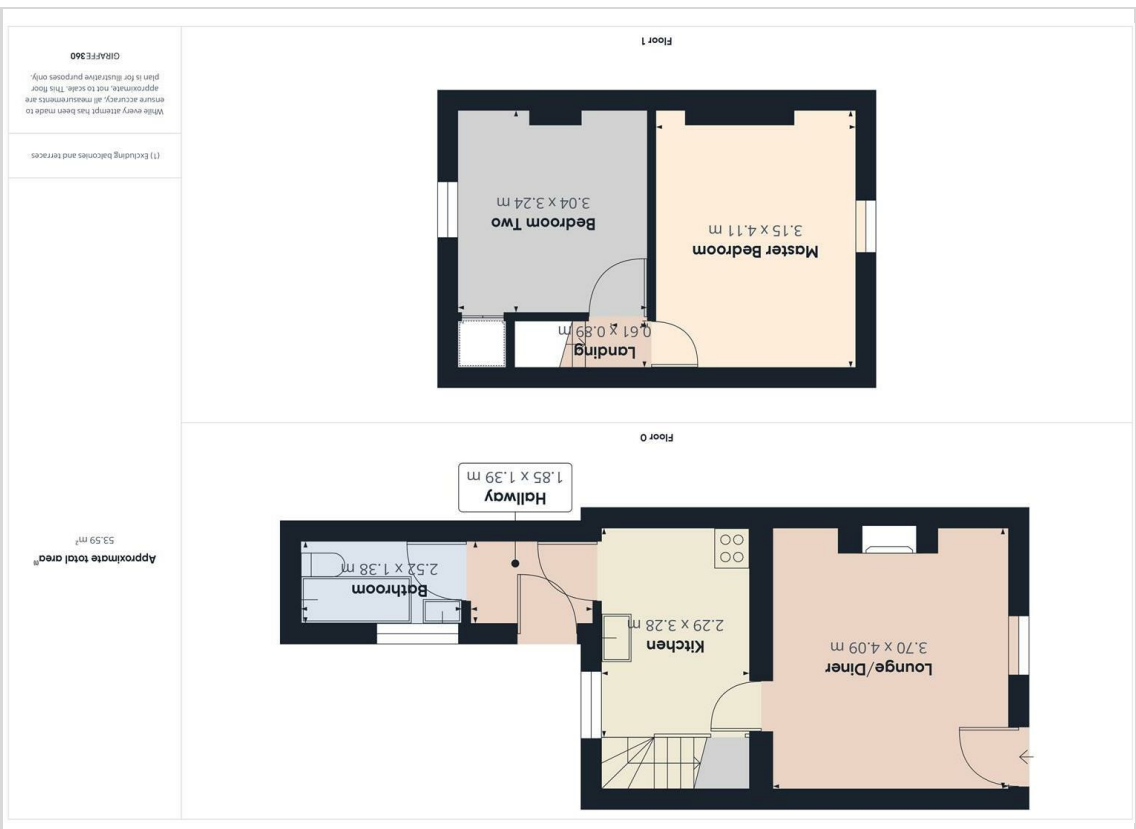 Approximate total area⁽¹⁾
53.59 m²
(1) Excluding balconies and terraces
While every attempt has been made to
ensure accuracy, all measurements are
approximate, not to scale. This floor
plan is for illustrative purposes only.
GIRAFFE360
Lounge/Diner
3.70 x 4.09 m
Kitchen
2.29 x 3.28 m
Bathroom
2.52 x 1.38 m
Hallway
1.85 x 1.39 m
Floor 0
Landing
0.61 x 0.89 m
Master Bedroom
3.15 x 4.11 m
Bedroom Two
3.04 x 3.24 m
Floor 1